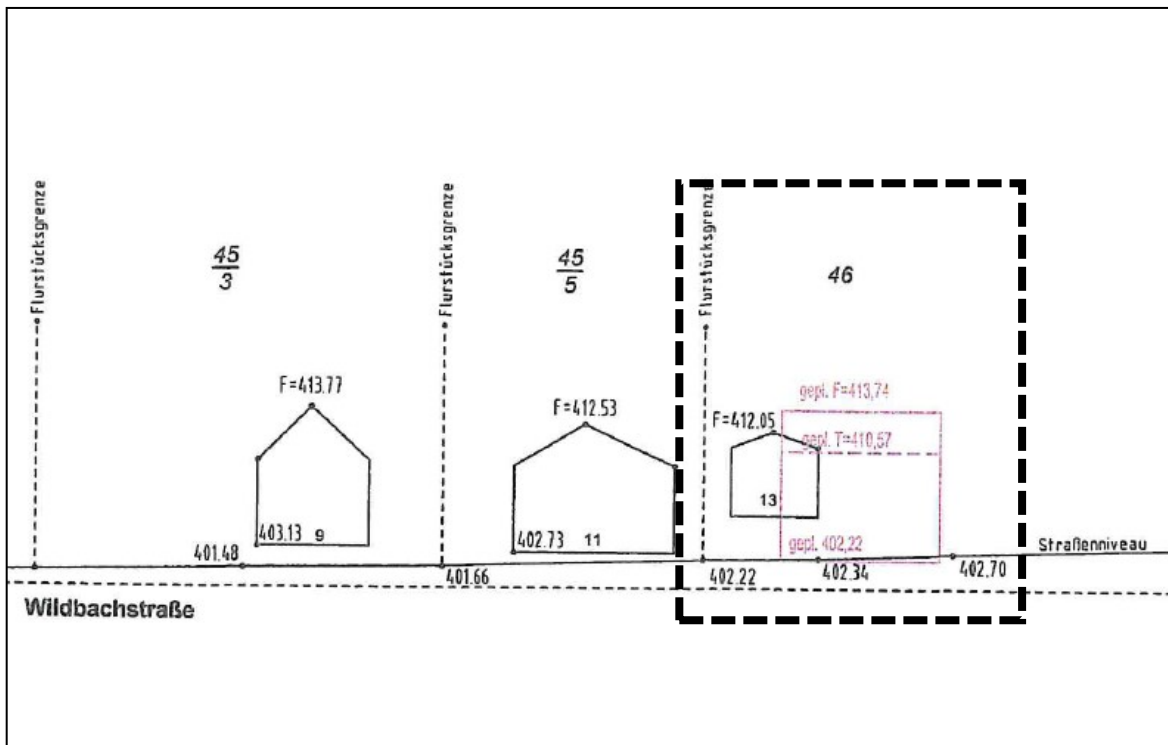 Flurstücksgrenze
45
3
Flurstücksgrenze
45
5
Flurstücksgrenze
46
F=413.77
F=412.53
F=412.05
gepl. F=413,74
gepl. T=410,57
403.13 9
402.73 11
13
gepl. 402,22
401.48
401.66
402.22
402.34
402.70
Straßenniveau
Wildbachstraße